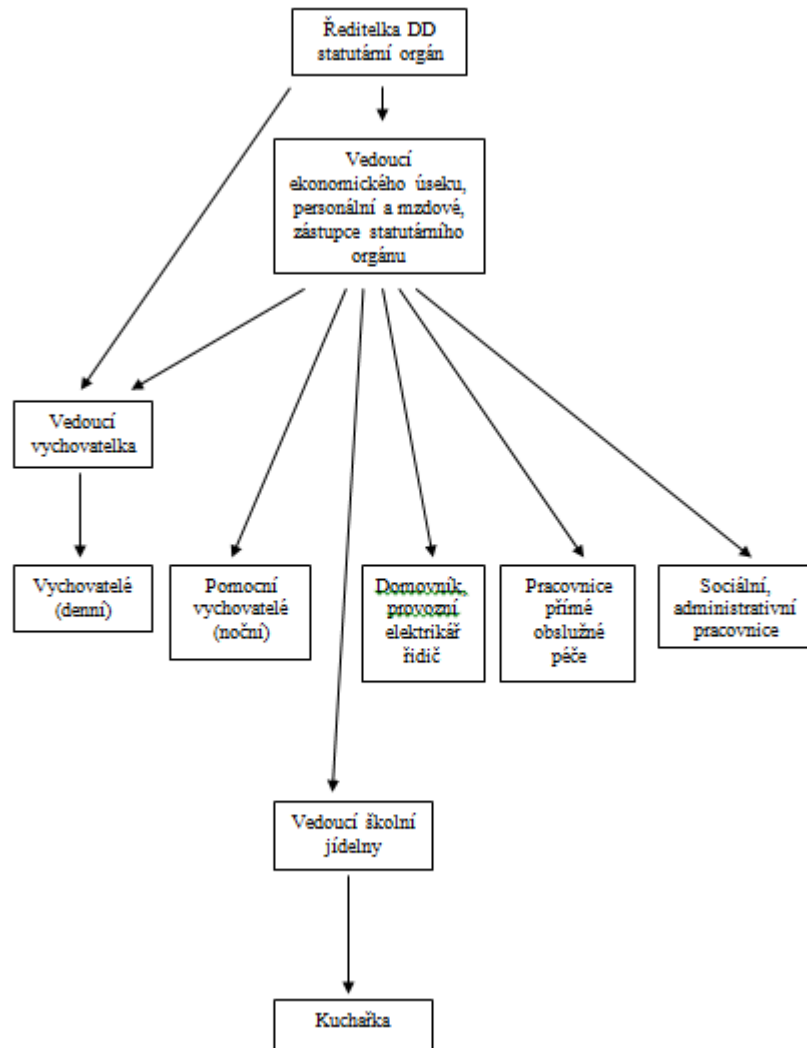 Ředitelka DD
statutární orgán
Vedoucí
ekonomického úseku,
personální a mzdové,
zástupce statutárního
orgánu
Vedoucí
vychovatelka
Vychovatelé
(denní)
Pomocní
vychovatelé
(noční)
Domovník,
provozní
elektrikář
řidič
Pracovnice
přímé
obslužné
péče
Sociální,
administrativní
pracovnice
Vedoucí školní
jídelny
Kuchařka